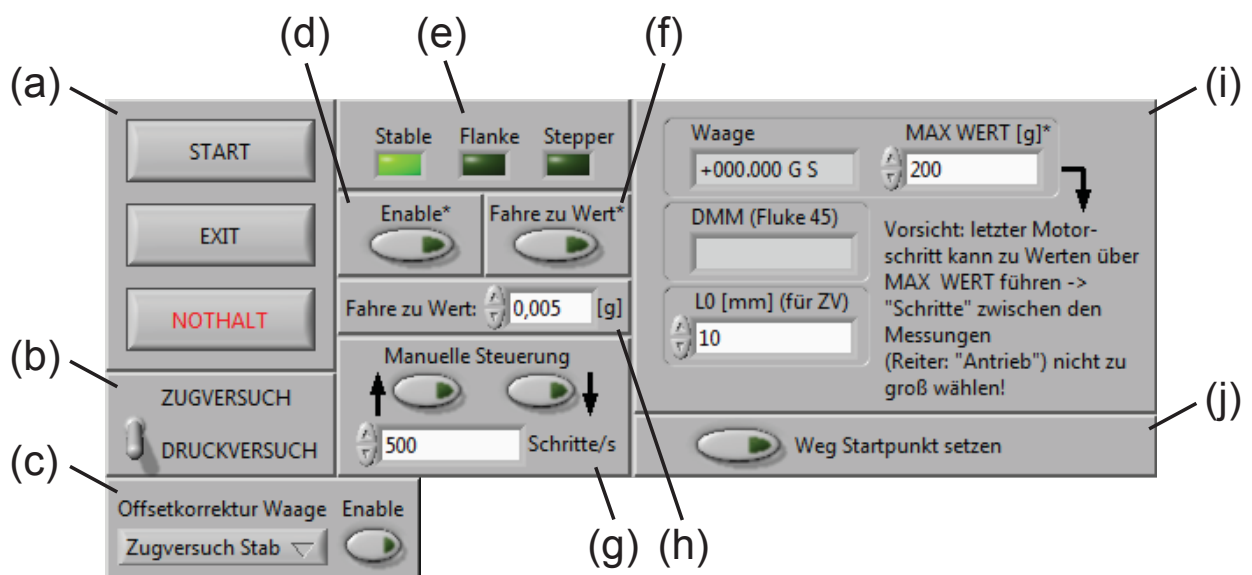 (d)
(e)
(f)
(a)
(i)
START
EXIT
NOTHALT
Stable Flanke Stepper
Enable*
Fahre zu Wert*
Fahre zu Wert: 0,005 [g]
Manuelle Steuerung
500 Schritte/s
Waage
+000.000 G S
MAX WERT [g]*
200
DMM (Fluke 45)
L0 [mm] (für ZV)
10
Vorsicht: letzter Motor-
schritt kann zu Werten über
MAX WERT führen ->
"Schritte" zwischen den
Messungen
(Reiter: "Antrieb") nicht zu
groß wählen!
(b)
ZUGVERSUCH
DRUCKVERSUCH
(j)
Weg Startpunkt setzen
(c)
Offsetkorrektur Waage Enable
Zugversuch Stab
(g)
(h)